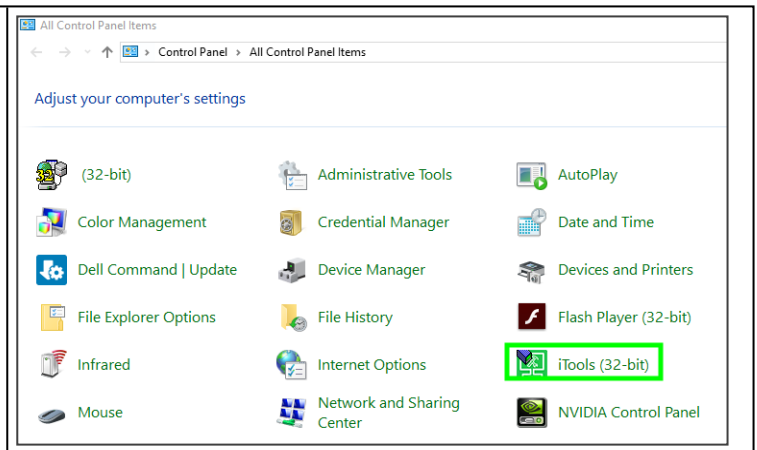 All Control Panel Items
Control Panel > All Control Panel Items
Adjust your computer's settings
(32-bit)
Administrative Tools
AutoPlay
Color Management
Credential Manager
Date and Time
Dell Command | Update
Device Manager
Devices and Printers
File Explorer Options
File History
Flash Player (32-bit)
Infrared
Internet Options
iTools (32-bit)
Mouse
Network and Sharing
Center
NVIDIA Control Panel